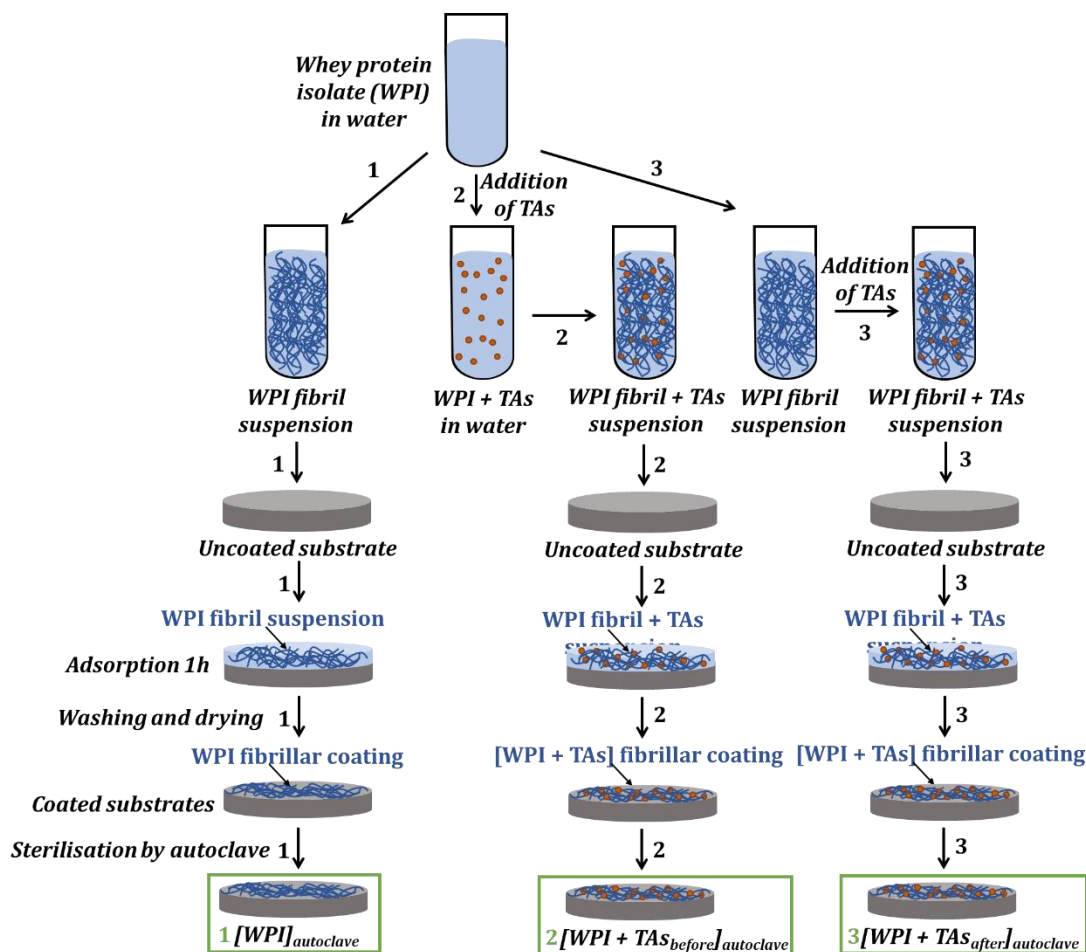 Whey protein
isolate (WPI)
in water
1
2
Addition
of TAs
3
Addition
of TAs
2
3
WPI fibril
suspension
WPI + TAs
in water
WPI fibril + TAs
suspension
WPI fibril
suspension
WPI fibril + TAs
suspension
1
2
3
Uncoated substrate
Uncoated substrate
Uncoated substrate
1
2
3
WPI fibril suspension
WPI fibril + TAs
suspension
WPI fibril + TAs
suspension
Adsorption 1h
Washing and drying
1
2
3
WPI fibrillar coating
[WPI + TAs] fibrillar coating
[WPI + TAs] fibrillar coating
Coated substrates
Sterilisation by autoclave
1
2
3
1 [WPI]autoclave
2[WPI + TAsbefore]autoclave
3[WPI + TAsafter]autoclave